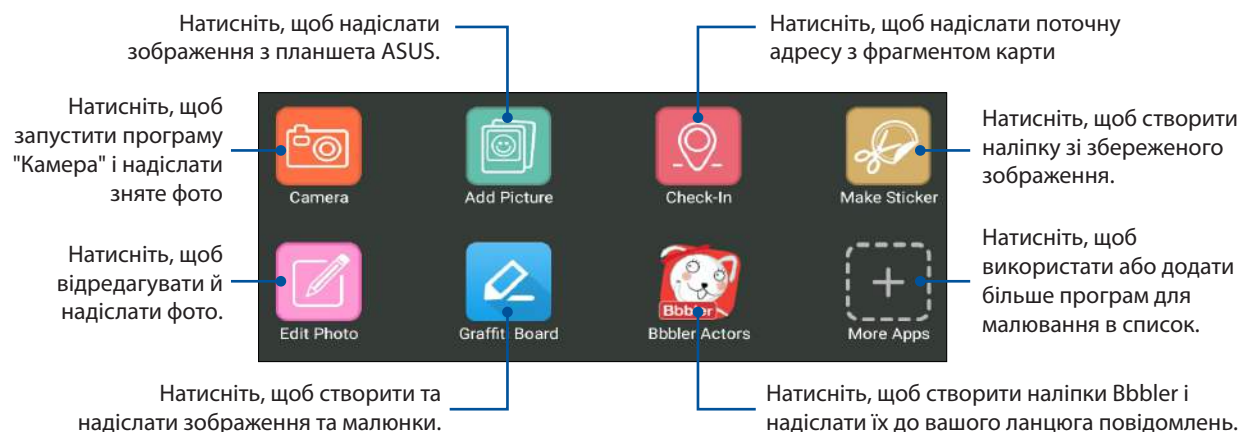 Натисніть, щоб надіслати
зображення з планшета ASUS.
Натисніть, щоб надіслати поточну
адресу з фрагментом карти
Натисніть, щоб
запустити програму
"Камера" і надіслати
зняте фото
Натисніть, щоб створити
наліпку зі збереженого
зображення.
Camera
Add Picture
Check-In
Make Sticker
Натисніть, щоб
відредагувати й
надіслати фото.
Натисніть, щоб
використати або додати
більше програм для
малювання в список.
Bbbler
Edit Photo
Graffiti Board
Bbbler Actors
More Apps
Натисніть, щоб створити та
надіслати зображення та малюнки.
Натисніть, щоб створити наліпки Bbbler і
надіслати їх до вашого ланцюга повідомлень.